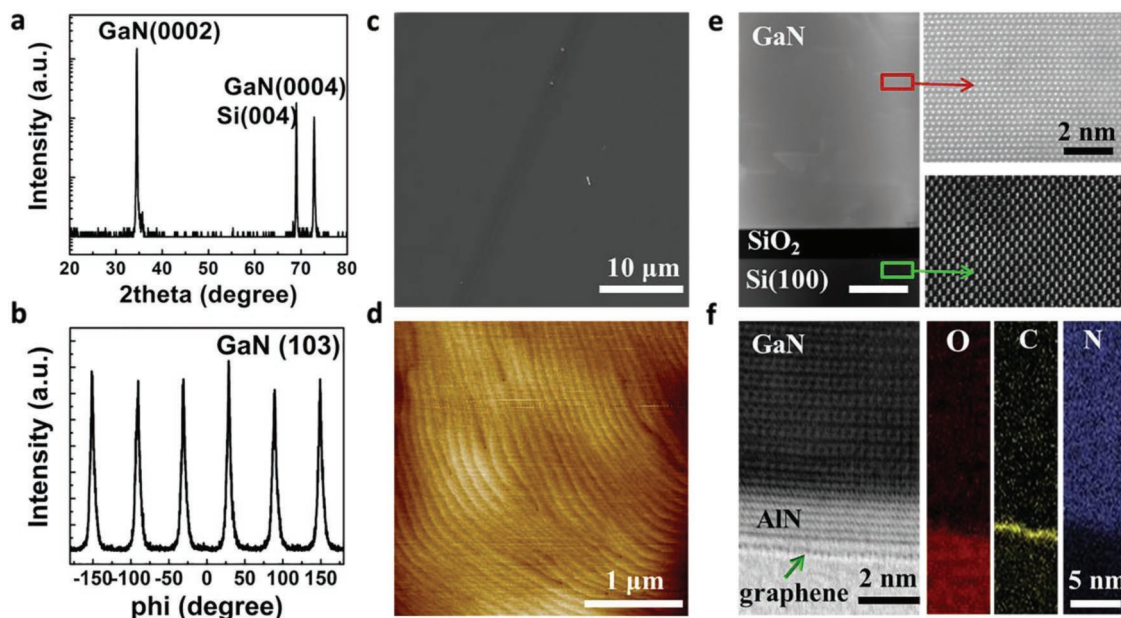 a
Intensity (a.u.)
GaN(0002)
GaN(0004)
Si(004)
20 30 40 50 60 70 80
2theta (degree)
b
Intensity (a.u.)
GaN (103)
-150 -100 -50 0 50 100 150
phi (degree)
c
10 μm
d
1 μm
e
GaN
SiO2
Si(100)
2 nm
f
GaN
AlN
graphene
2 nm
O
C
N
5 nm